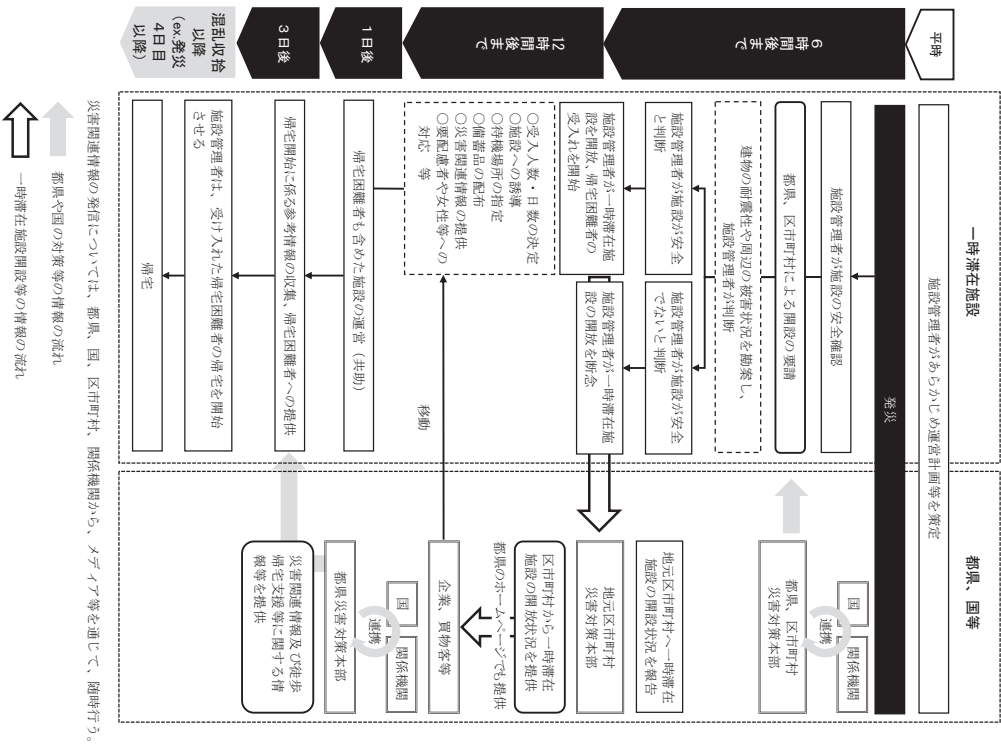 一時滞在施設
都県、国等
平時
施設管理者があらかじめ運営計画等を策定
発災
6時間後まで
施設管理者が施設の安全確認
国
関係機関
連携
都県、区市町村
災害対策本部
都県、区市町村による開設の要請
建物の耐震性や周辺の被害状況を勘案し、
施設管理者が判断
施設管理者が施設が安全
と判断
施設管理者が施設が安全
でないと判断
地元区市町村へ一時滞在
施設の開設状況を報告
12時間後まで
施設管理者が一時滞在施
設を開放、帰宅困難者の
受入れを開始
施設管理者が一時滞在施
設の開放を断念
地元区市町村
災害対策本部
区市町村から一時滞在
施設の開放状況を提供
都県のホームページでも提供
○受入人数・日数の決定
○施設への誘導
○待機場所の指定
○備蓄品の配布
○災害関連情報の提供
○要配慮者や女性等への
対応 等
移動
企業、買物客等
1日後
帰宅困難者も含めた施設の運営(共助)
国
関係機関
連携
都県災害対策本部
3日後
帰宅開始に係る参考情報の収集、帰宅困難者への提供
災害関連情報及び徒歩
帰宅支援等に関する情
報等を提供
混乱収拾
以降
(ex.発災
4日目
以降)
施設管理者は、受け入れた帰宅困難者の帰宅を開始
させる
帰宅
災害関連情報の発信については、都県、国、区市町村、関係機関から、メディア等を通じて、随時行う。
都県や国の対策等の情報の流れ
一時滞在施設開設等の情報の流れ